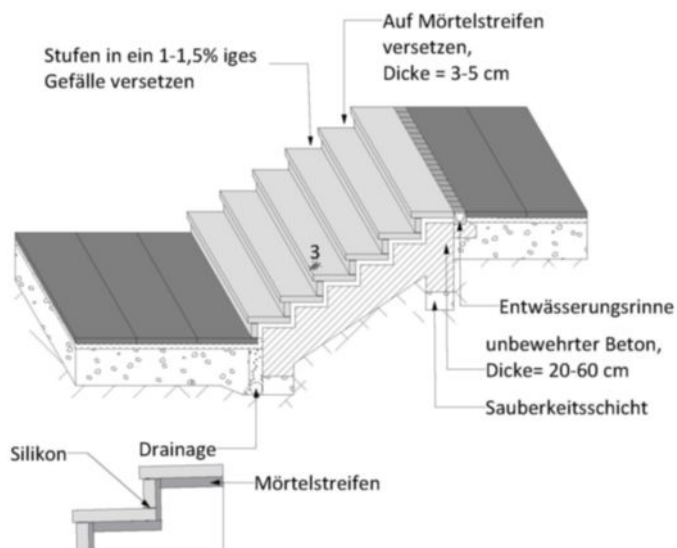 Auf Mörtelstreifen
versetzen,
Dicke = 3-5 cm
Stufen in ein 1-1,5% iges
Gefälle versetzen
3
Entwässerungsrinne
unbewehrter Beton,
Dicke= 20-60 cm
Sauberkeitsschicht
Drainage
Silikon
Mörtelstreifen